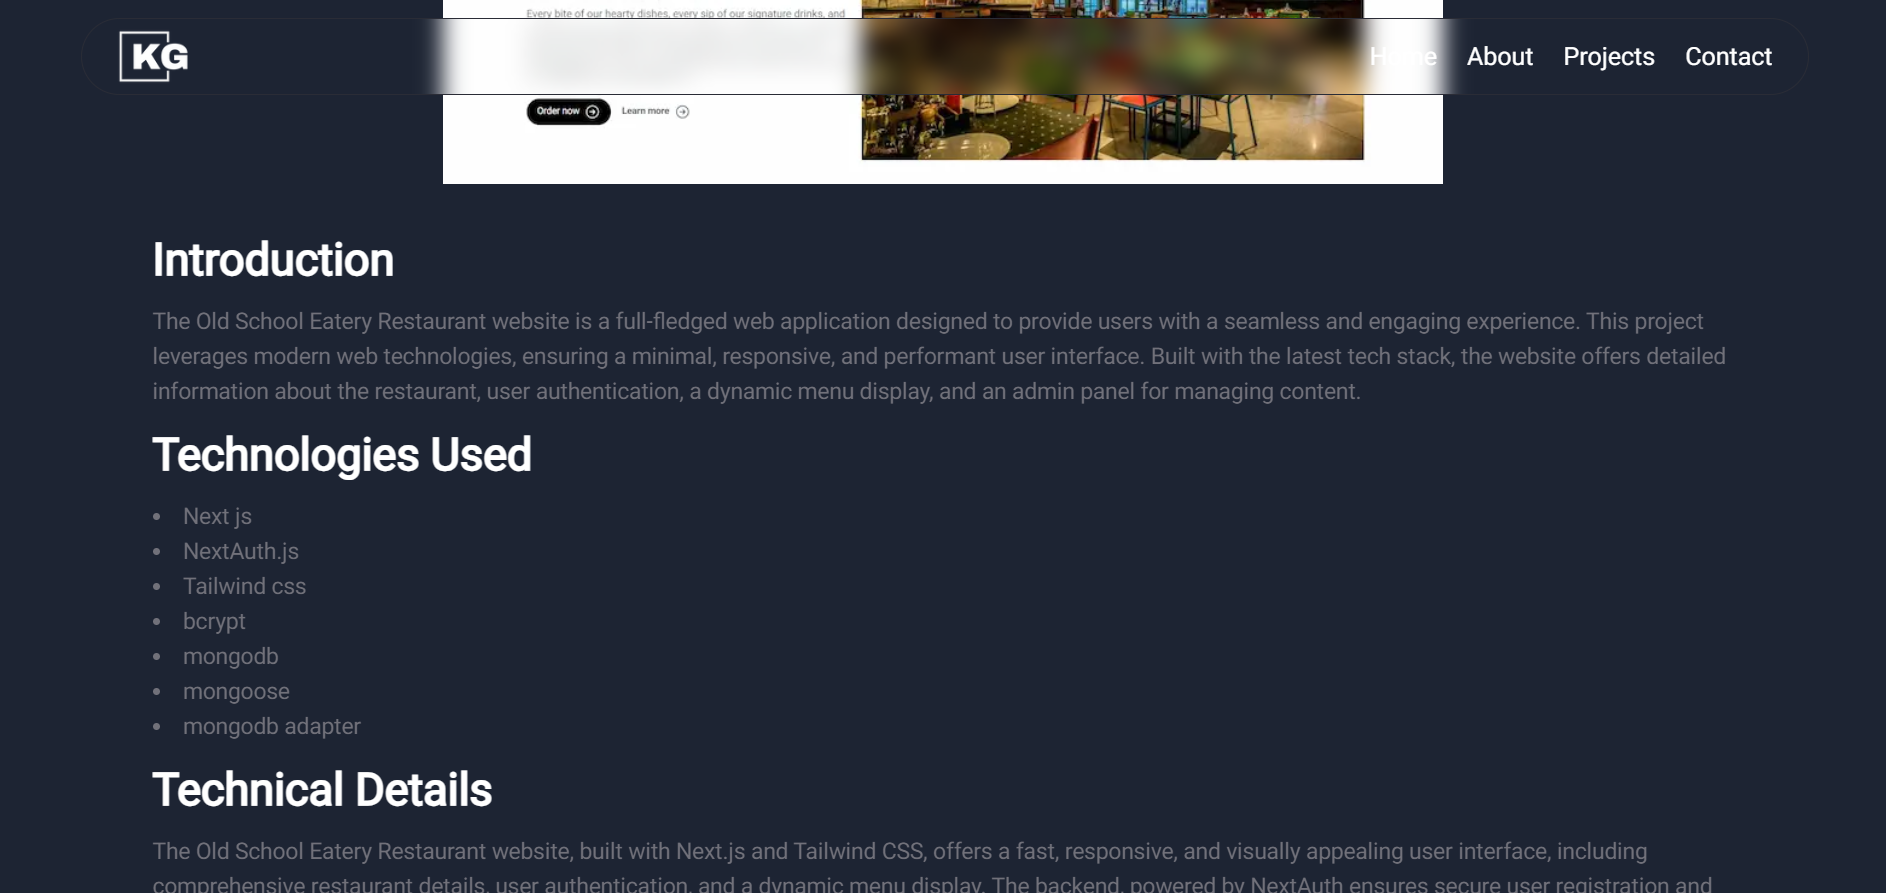 Every bite of our hearty dishes, every sip of our signature drinks, and
KG
Home About Projects Contact
Order now Learn more
Introduction
The Old School Eatery Restaurant website is a full-fledged web application designed to provide users with a seamless and engaging experience. This project
leverages modern web technologies, ensuring a minimal, responsive, and performant user interface. Built with the latest tech stack, the website offers detailed
information about the restaurant, user authentication, a dynamic menu display, and an admin panel for managing content.
Technologies Used
• Next js
• NextAuth.js
• Tailwind css
• bcrypt
• mongodb
• mongoose
• mongodb adapter
Technical Details
The Old School Eatery Restaurant website, built with Next.js and Tailwind CSS, offers a fast, responsive, and visually appealing user interface, including
comprehensive restaurant details, user authentication, and a dynamic menu display. The backend, powered by NextAuth ensures secure user registration and